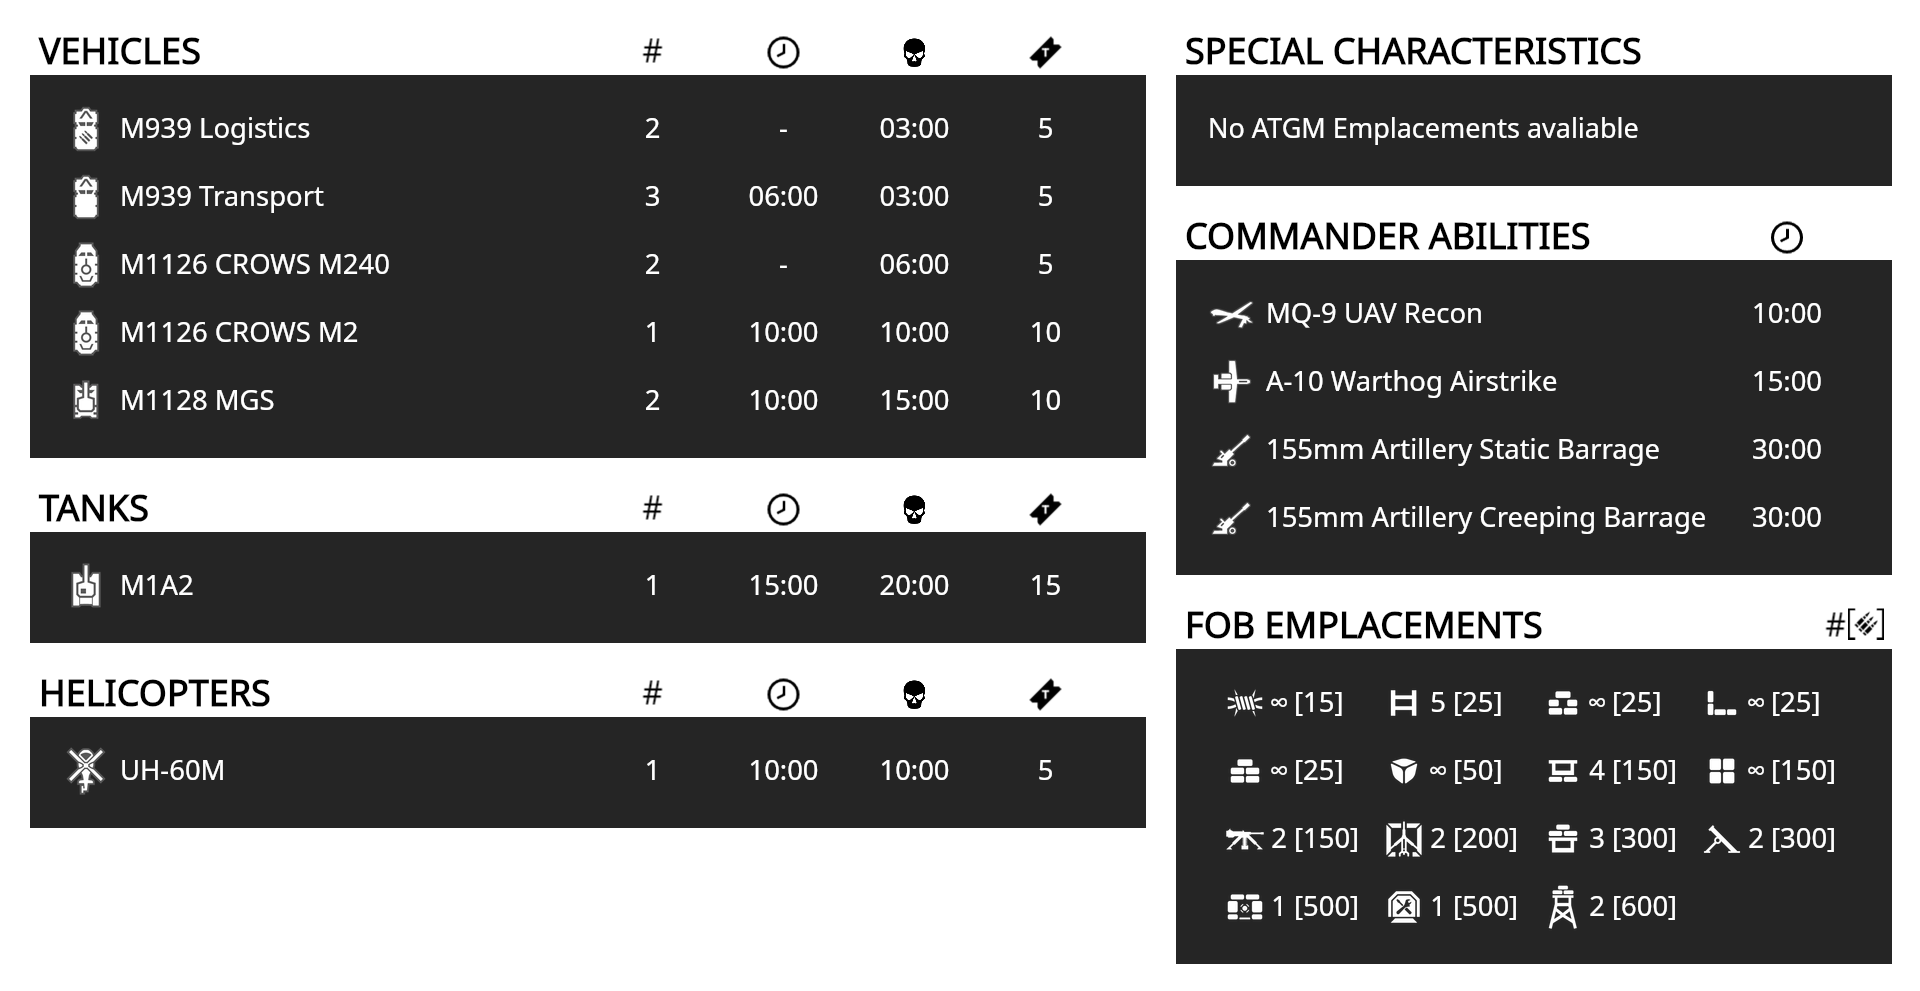 VEHICLES #
M939 Logistics 2 - 03:00 5
M939 Transport 3 06:00 03:00 5
M1126 CROWS M240 2 - 06:00 5
M1126 CROWS M2 1 10:00 10:00 10
M1128 MGS 2 10:00 15:00 10
TANKS #
M1A2 1 15:00 20:00 15
HELICOPTERS #
UH-60M 1 10:00 10:00 5
SPECIAL CHARACTERISTICS
No ATGM Emplacements avaliable
COMMANDER ABILITIES
MQ-9 UAV Recon 10:00
A-10 Warthog Airstrike 15:00
155mm Artillery Static Barrage 30:00
155mm Artillery Creeping Barrage 30:00
FOB EMPLACEMENTS #[ ]
∞ [15] 5 [25] ∞ [25] ∞ [25]
∞ [25] ∞ [50] 4 [150] ∞ [150]
2 [150] 2 [200] 3 [300] 2 [300]
1 [500] 1 [500] 2 [600]